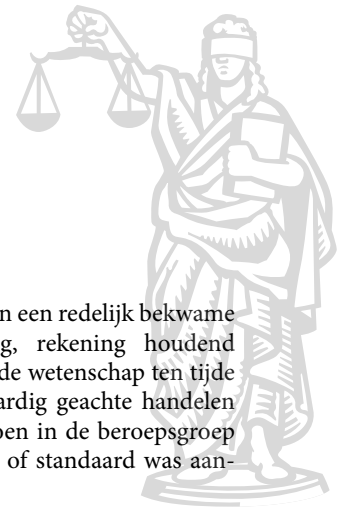 n een redelijk bekwame
g, rekening houdend
de wetenschap ten tijde
ardig geachte handelen
oen in de beroepsgroep
of standaard was aan-